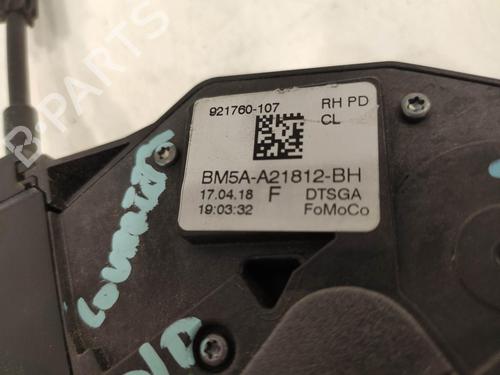 921760-107 RH PD
CL
BM5A-A21812-BH
17.04.18 F DTSGA
19:03:32 FoMoCo
B-PARTS